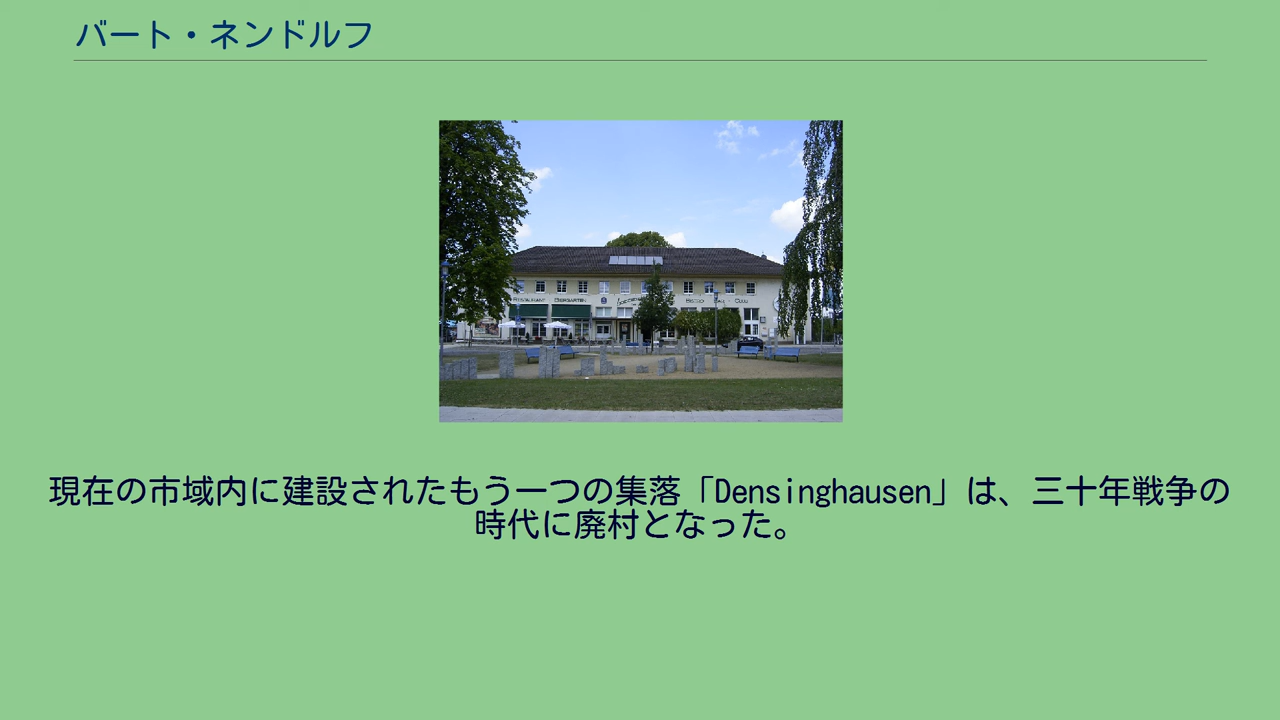 バート・ネンドルフ
RESTAURANT BIERGARTEN
現在の市域内に建設されたもう一つの集落「Densinghausen」は、三十年戦争の
時代に廃村となった。